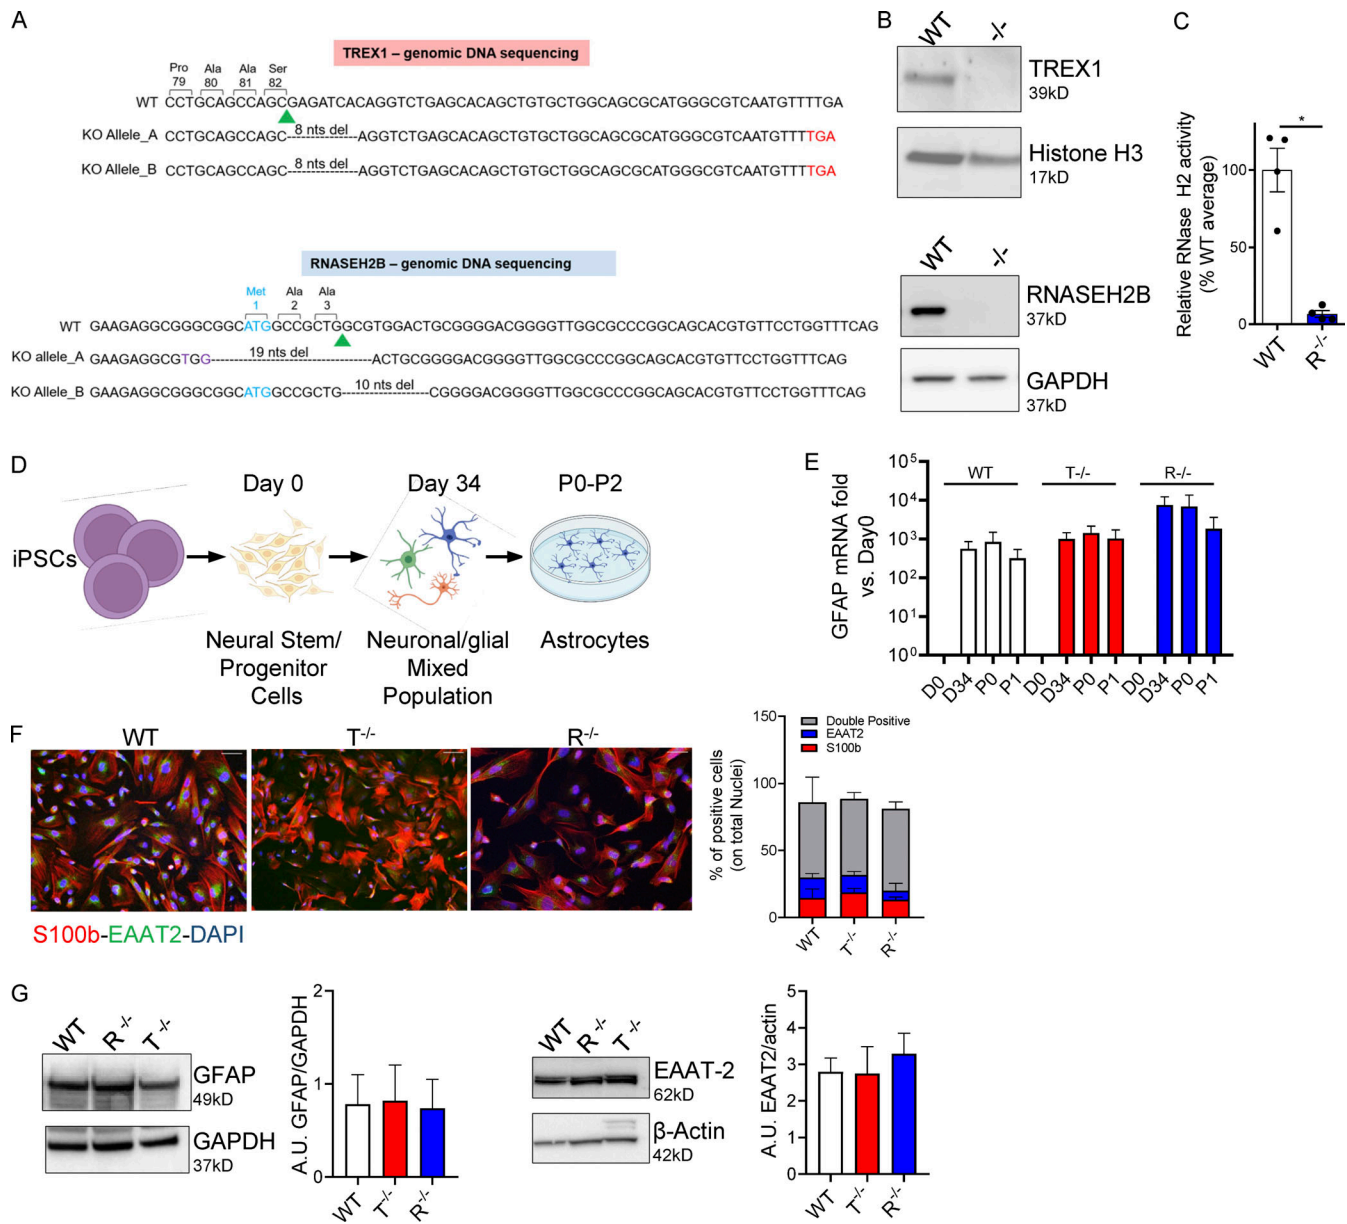 A
TREX1 – genomic DNA sequencing
Pro Ala Ala Ser
79 80 81 82
WT CCTGCAGCCAGCGAGATCACAGGTCTGAGCACAGCTGTGCTGGCAGCGCATGGGCGTCAATGTTTTGA
8 nts del
KO Allele_A CCTGCAGCCAGC--------------AGGTCTGAGCACAGCTGTGCTGGCAGCGCATGGGCGTCAATGTTTTGA
8 nts del
KO Allele_B CCTGCAGCCAGC--------------AGGTCTGAGCACAGCTGTGCTGGCAGCGCATGGGCGTCAATGTTTTGA
RNASEH2B – genomic DNA sequencing
Met Ala Ala
1 2 3
WT GAAGAGGCGGGCGGCATGGCCGCTGGCGTGGACTGCGGGGACGGGGTTGGCGCCCGGCAGCACGTGTTCCTGGTTTCAG
19 nts del
KO allele_A GAAGAGGCGTGG------------------------------ACTGCGGGGACGGGGTTGGCGCCCGGCAGCACGTGTTCCTGGTTTCAG
10 nts del
KO Allele_B GAAGAGGCGGGCGGCATGGCCGCTG----------------CGGGGACGGGGTTGGCGCCCGGCAGCACGTGTTCCTGGTTTCAG
B
WT -/-
TREX1
39kD
Histone H3
17kD
WT -/-
RNASEH2B
37kD
GAPDH
37kD
C
Relative RNase H2 activity
(% WT average)
100
50
0
*
WT R-/-
D
Day 0 Day 34 P0-P2
iPSCs
Neural Stem/
Progenitor
Cells
Neuronal/glial
Mixed
Population
Astrocytes
E
GFAP mRNA fold
vs. Day0
10⁵
10⁴
10³
10²
10¹
10⁰
WT T-/- R-/-
D0 D34 P0 P1 D0 D34 P0 P1 D0 D34 P0 P1
F
WT T-/- R-/-
S100b-EAAT2-DAPI
% of positive cells
(on total Nuclei)
150
100
50
0
Double Positive
EAAT2
S100b
WT T-/- R-/-
G
WT R-/- T-/-
GFAP
49kD
GAPDH
37kD
A.U. GFAP/GAPDH
2
1
0
WT T-/- R-/-
WT R-/- T-/-
EAAT-2
62kD
β-Actin
42kD
A.U. EAAT2/actin
5
4
3
2
1
0
WT T-/- R-/-